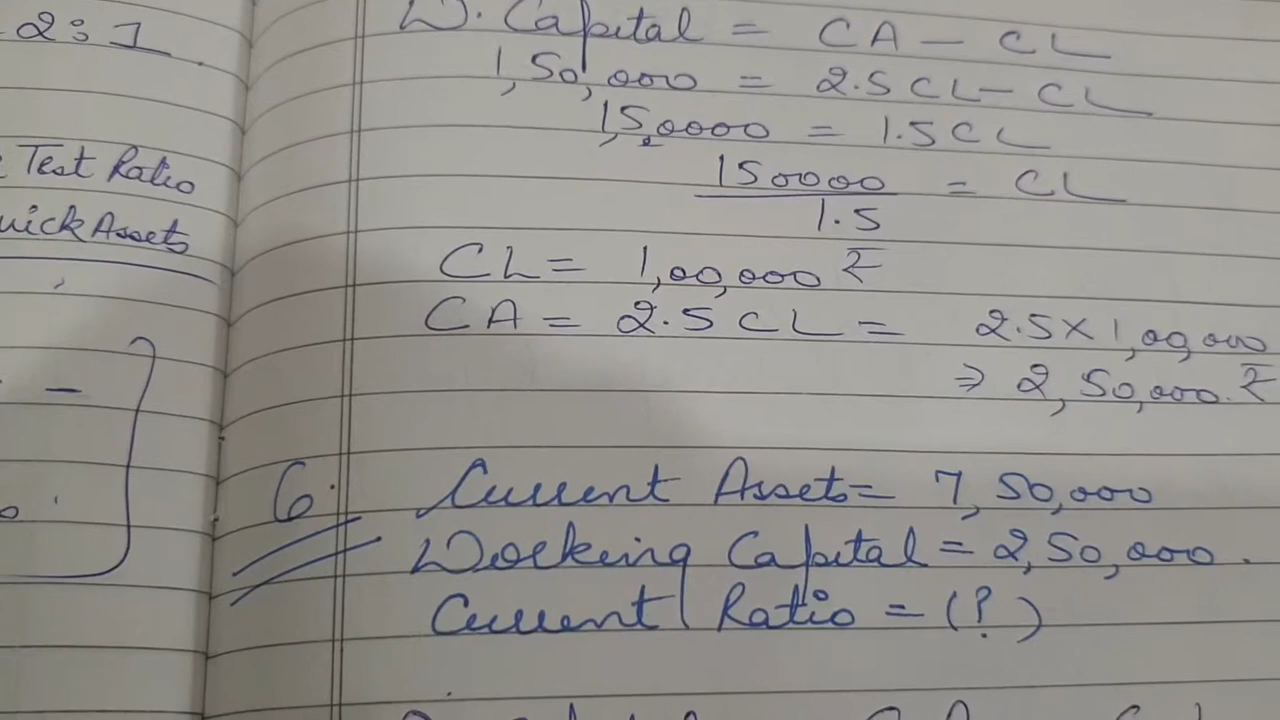 2:1
Test Ratio
uick Assets
W. Capital = CA - CL
1,50,000 = 2.5 CL - CL
1,5,0000 = 1.5 CL
150000 = CL
1.5
CL = 1,00,000 ₹
CA = 2.5 CL = 2.5 × 1,00,000
⇒ 2,50,000. ₹
6. Current Assets = 7,50,000
Working Capital = 2,50,000.
Current Ratio = (?)